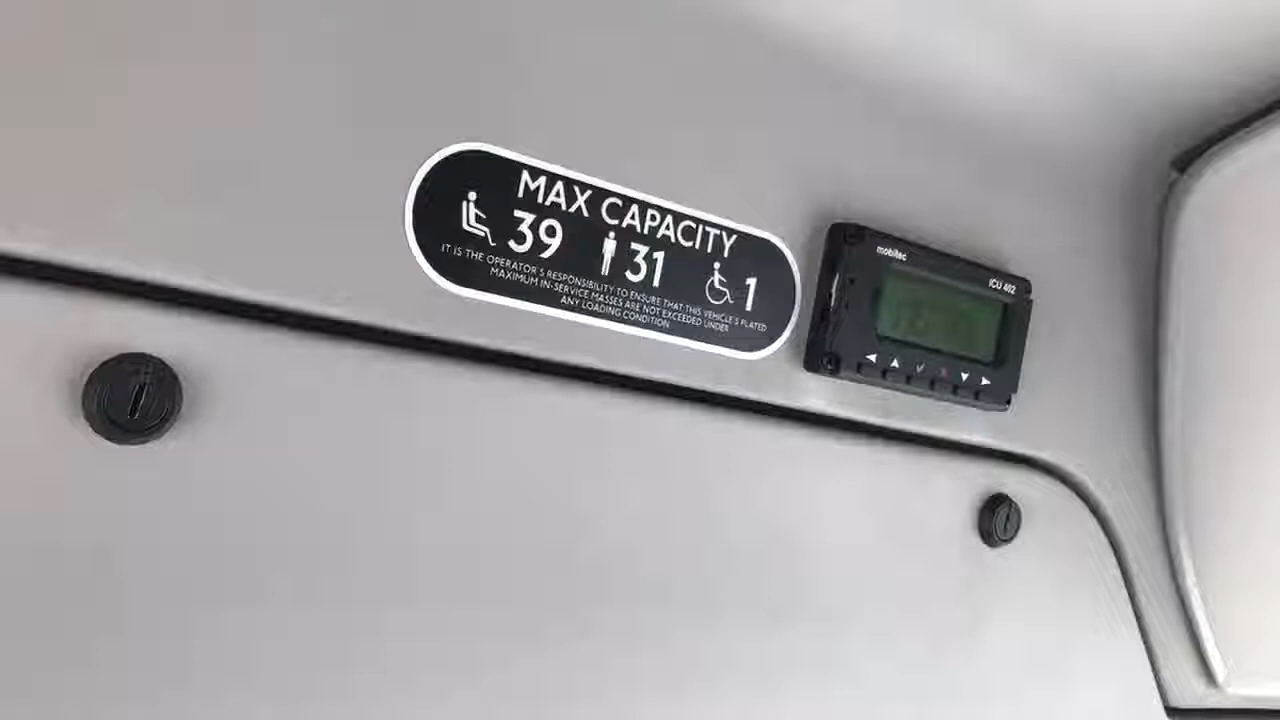 MAX CAPACITY
39 31 1
IT IS THE OPERATOR'S RESPONSIBILITY TO ENSURE THAT THIS VEHICLE'S PLATED
MAXIMUM IN-SERVICE MASSES ARE NOT EXCEEDED UNDER
ANY LOADING CONDITION
mobitec
ICU 402